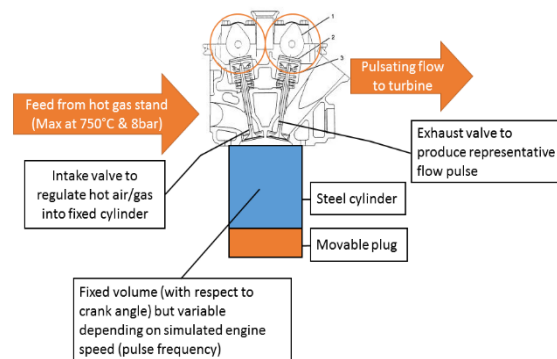 1
2
3
Pulsating flow
to turbine
Feed from hot gas stand
(Max at 750°C & 8bar)
Exhaust valve to
produce representative
flow pulse
Intake valve to
regulate hot air/gas
into fixed cylinder
Steel cylinder
Movable plug
Fixed volume (with respect to
crank angle) but variable
depending on simulated engine
speed (pulse frequency)